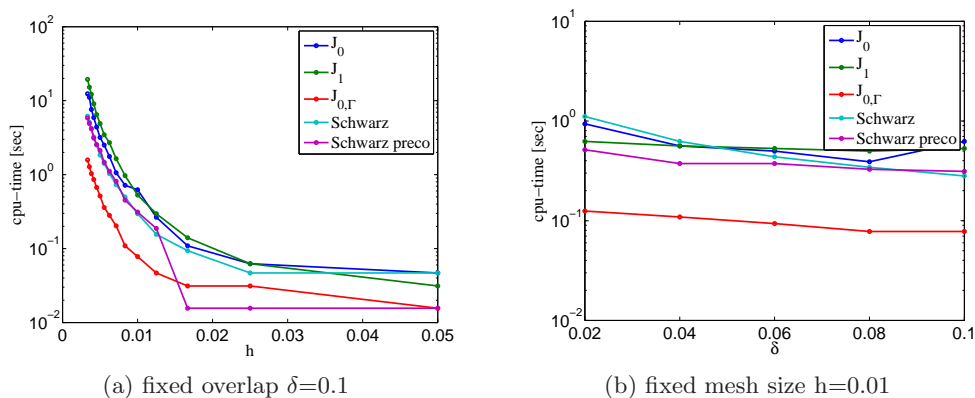 10^2
10^1
10^0
10^-1
10^-2
cpu-time [sec]
0
0.01
0.02
0.03
0.04
0.05
h
J_0
J_1
J_0,Γ
Schwarz
Schwarz preco
(a) fixed overlap δ=0.1
10^1
10^0
10^-1
10^-2
cpu-time [sec]
0.02
0.04
0.06
0.08
0.1
δ
J_0
J_1
J_0,Γ
Schwarz
Schwarz preco
(b) fixed mesh size h=0.01